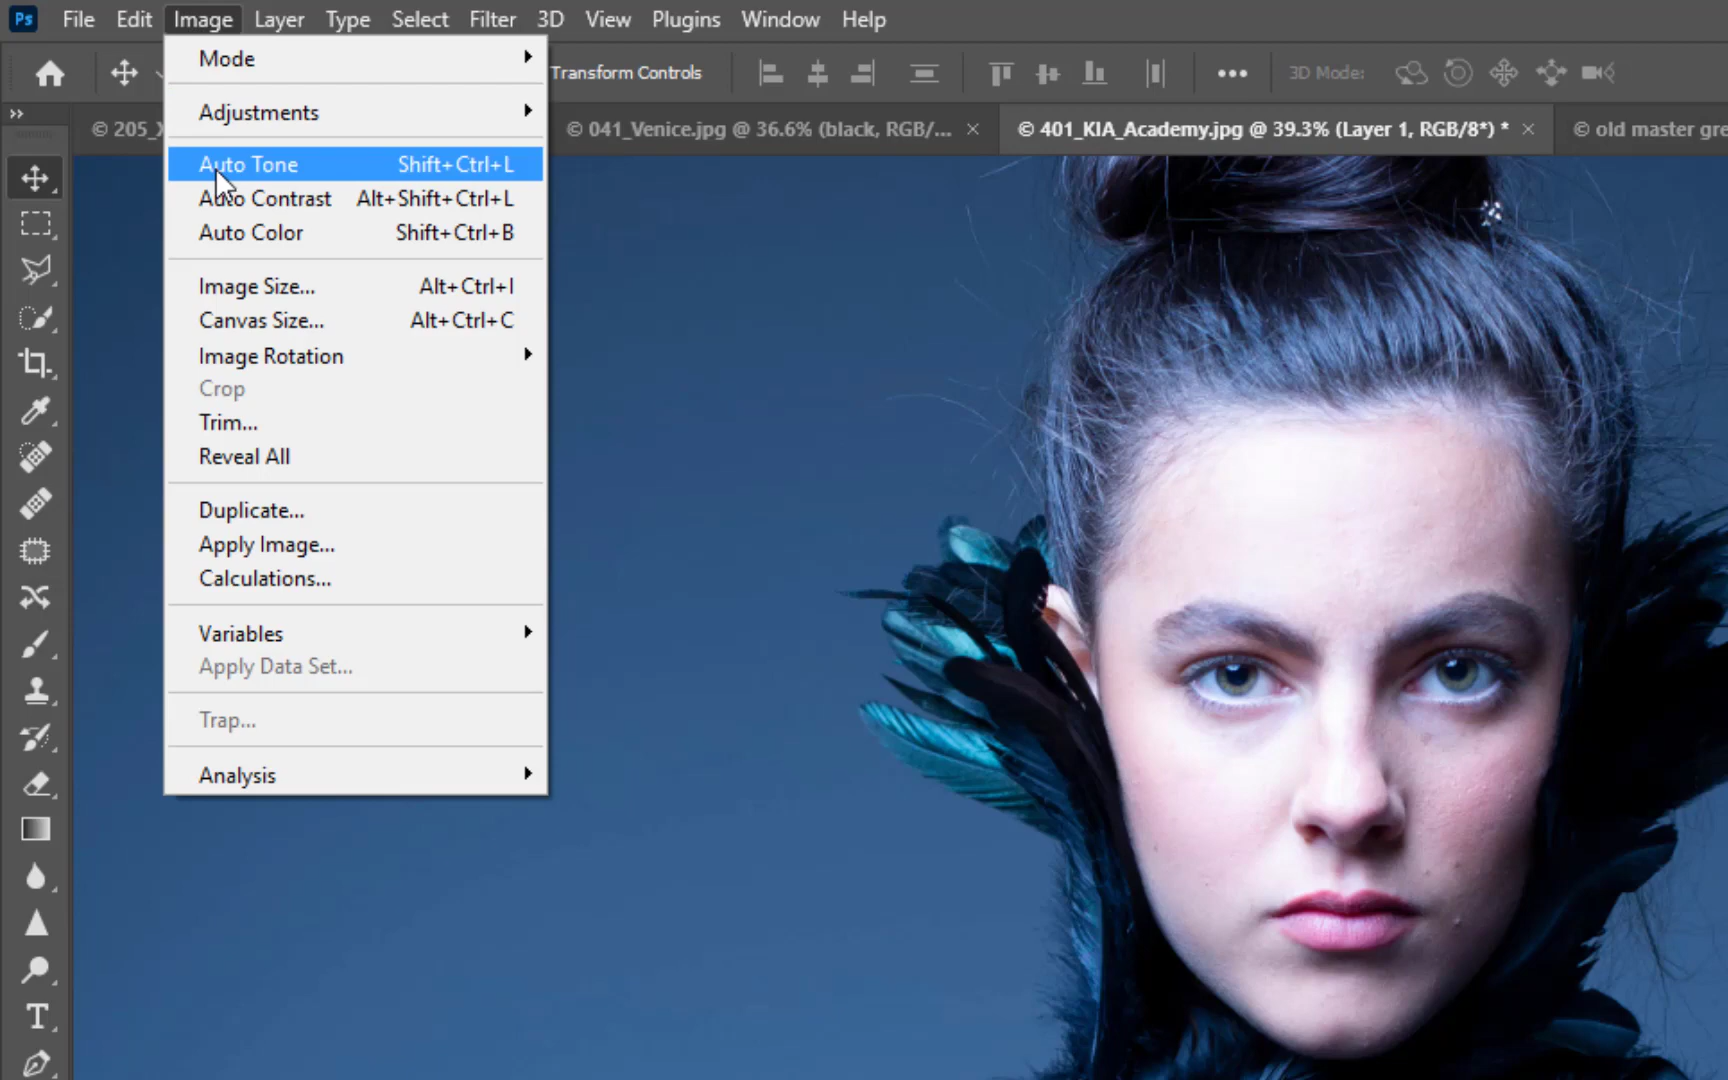 Ps File Edit Image Layer Type Select Filter 3D View Plugins Window Help
Transform Controls 3D Mode:
© 205_ © 041_Venice.jpg @ 36.6% (black, RGB/... × © 401_KIA_Academy.jpg @ 39.3% (Layer 1, RGB/8*) * × © old master gre
Mode
Adjustments
Auto Tone Shift+Ctrl+L
Auto Contrast Alt+Shift+Ctrl+L
Auto Color Shift+Ctrl+B
Image Size... Alt+Ctrl+I
Canvas Size... Alt+Ctrl+C
Image Rotation
Crop
Trim...
Reveal All
Duplicate...
Apply Image...
Calculations...
Variables
Apply Data Set...
Trap...
Analysis